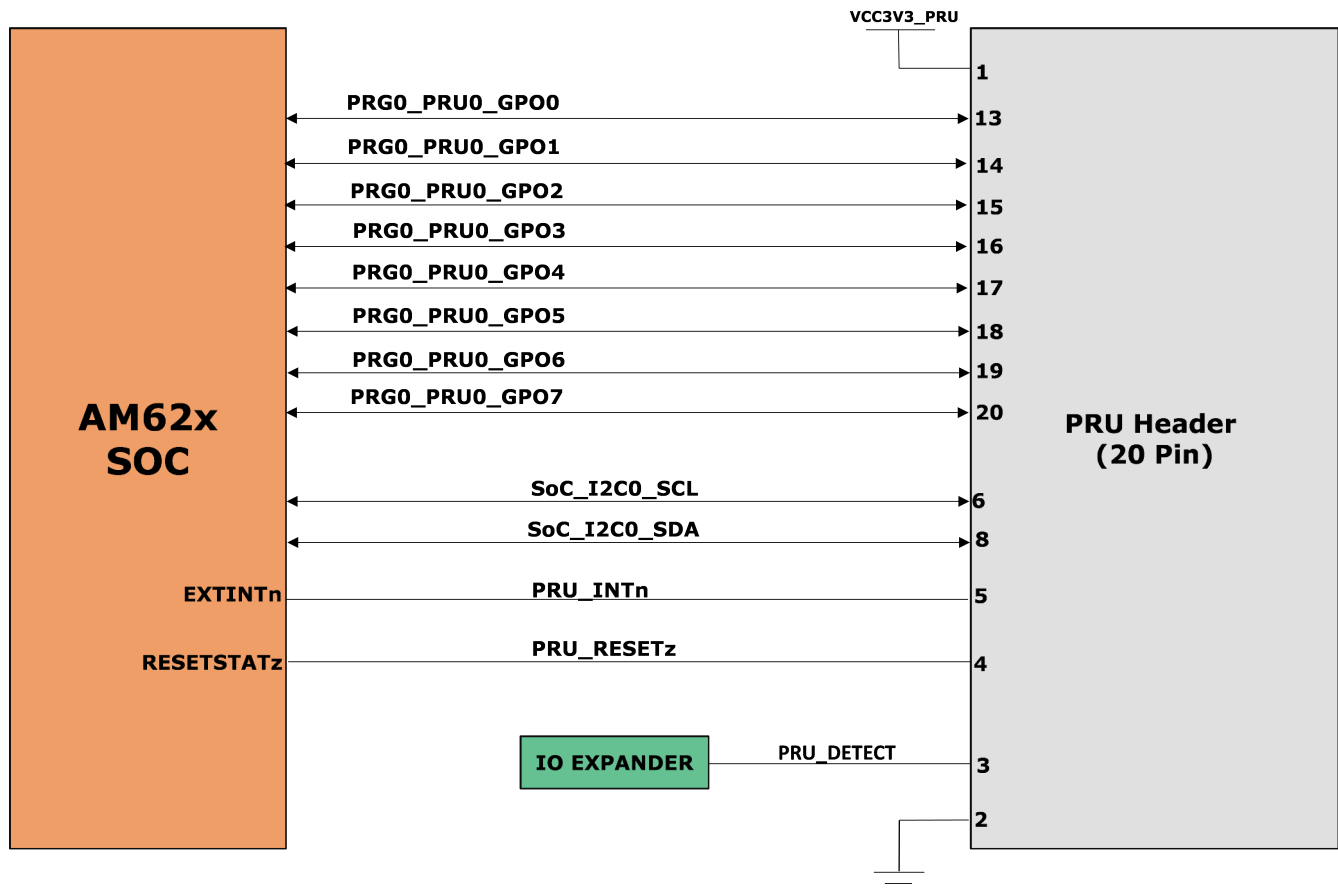 VCC3V3_PRU
1
PRG0_PRU0_GPO0
13
PRG0_PRU0_GPO1
14
PRG0_PRU0_GPO2
15
PRG0_PRU0_GPO3
16
PRG0_PRU0_GPO4
17
PRG0_PRU0_GPO5
18
PRG0_PRU0_GPO6
19
PRG0_PRU0_GPO7
20
AM62x
SOC
PRU Header
(20 Pin)
SoC_I2C0_SCL
6
SoC_I2C0_SDA
8
EXTINTn
PRU_INTn
5
RESETSTATz
PRU_RESETz
4
IO EXPANDER
PRU_DETECT
3
2